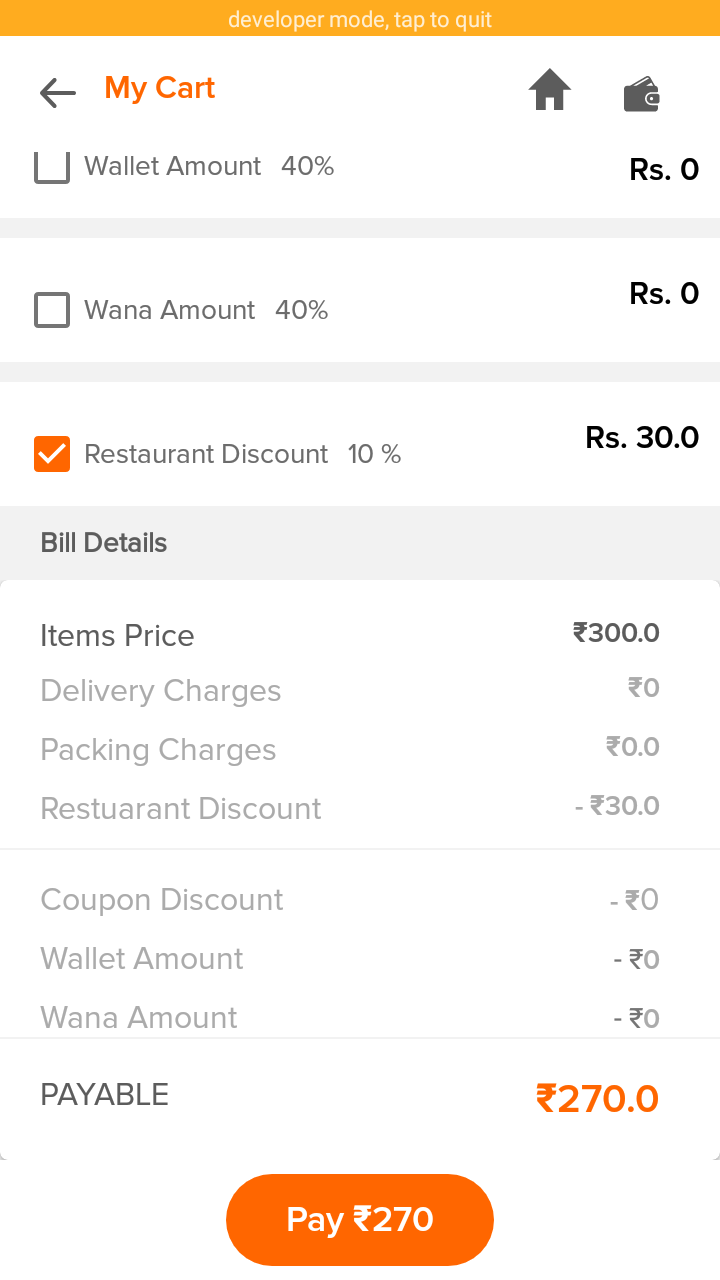 developer mode, tap to quit
My Cart
Wallet Amount 40% Rs. 0
Wana Amount 40% Rs. 0
Restaurant Discount 10 % Rs. 30.0
Bill Details
Items Price ₹300.0
Delivery Charges ₹0
Packing Charges ₹0.0
Restuarant Discount - ₹30.0
Coupon Discount - ₹0
Wallet Amount - ₹0
Wana Amount - ₹0
PAYABLE ₹270.0
Pay ₹270